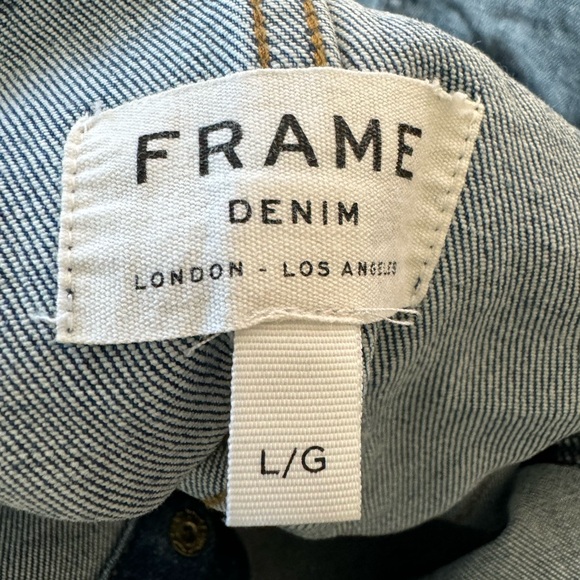 FRAME
DENIM
LONDON - LOS ANGELES
L/G